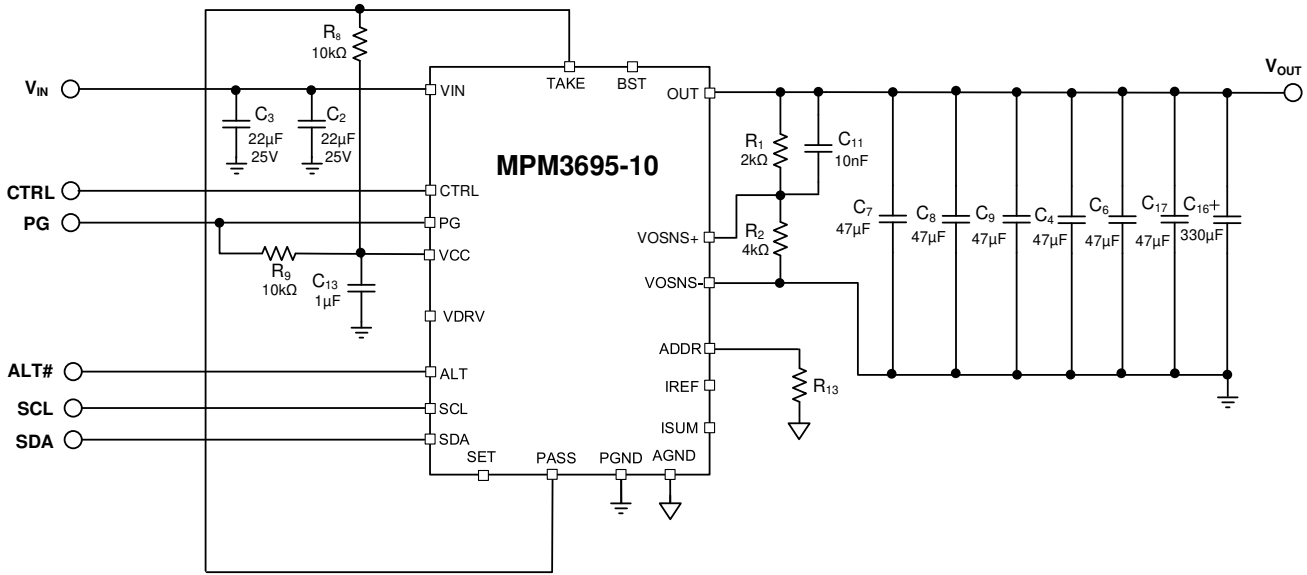 R8
10kΩ
VIN
C3
22µF
25V
C2
22µF
25V
CTRL
PG
R9
10kΩ
C13
1µF
ALT#
SCL
SDA
MPM3695-10
VIN
CTRL
PG
VCC
VDRV
ALT
SCL
SDA
TAKE
BST
SET
PASS
PGND
AGND
OUT
VOSNS+
VOSNS-
ADDR
IREF
ISUM
R1
2kΩ
C11
10nF
R2
4kΩ
R13
C7
47µF
C8
47µF
C9
47µF
C4
47µF
C6
47µF
C17
47µF
C16+
330µF
VOUT